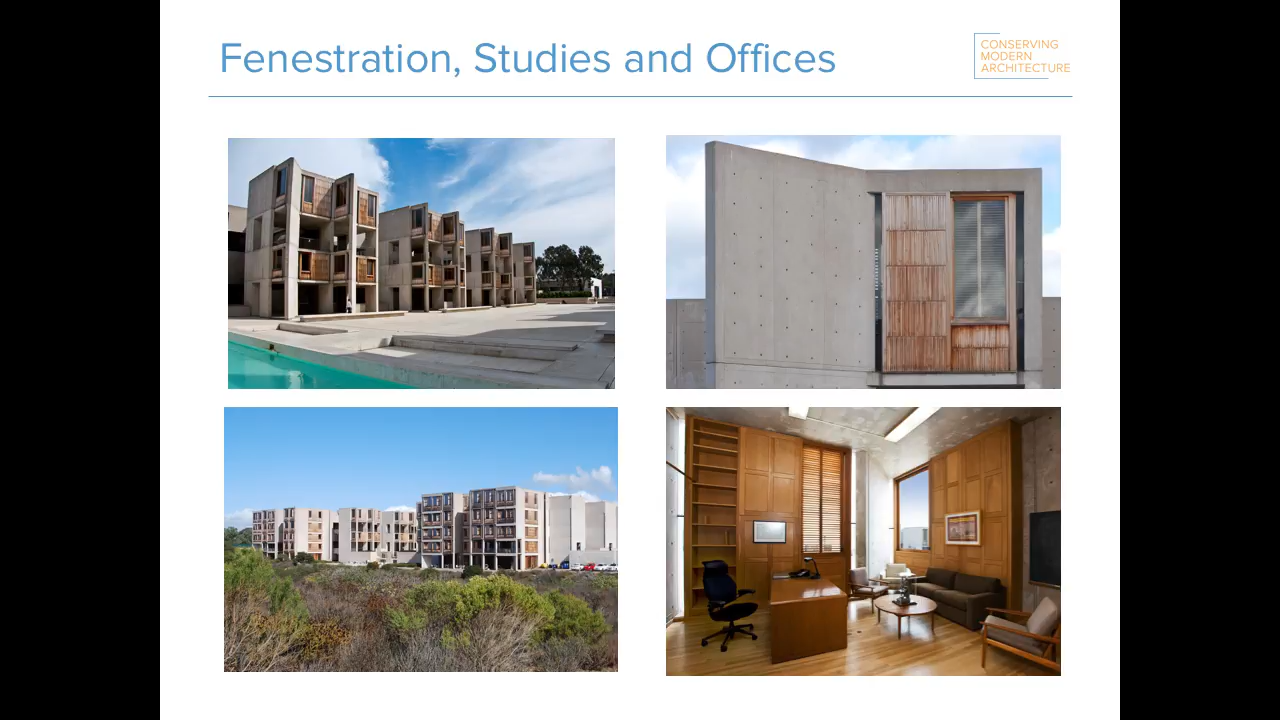 Fenestration, Studies and Offices
CONSERVING
MODERN
ARCHITECTURE